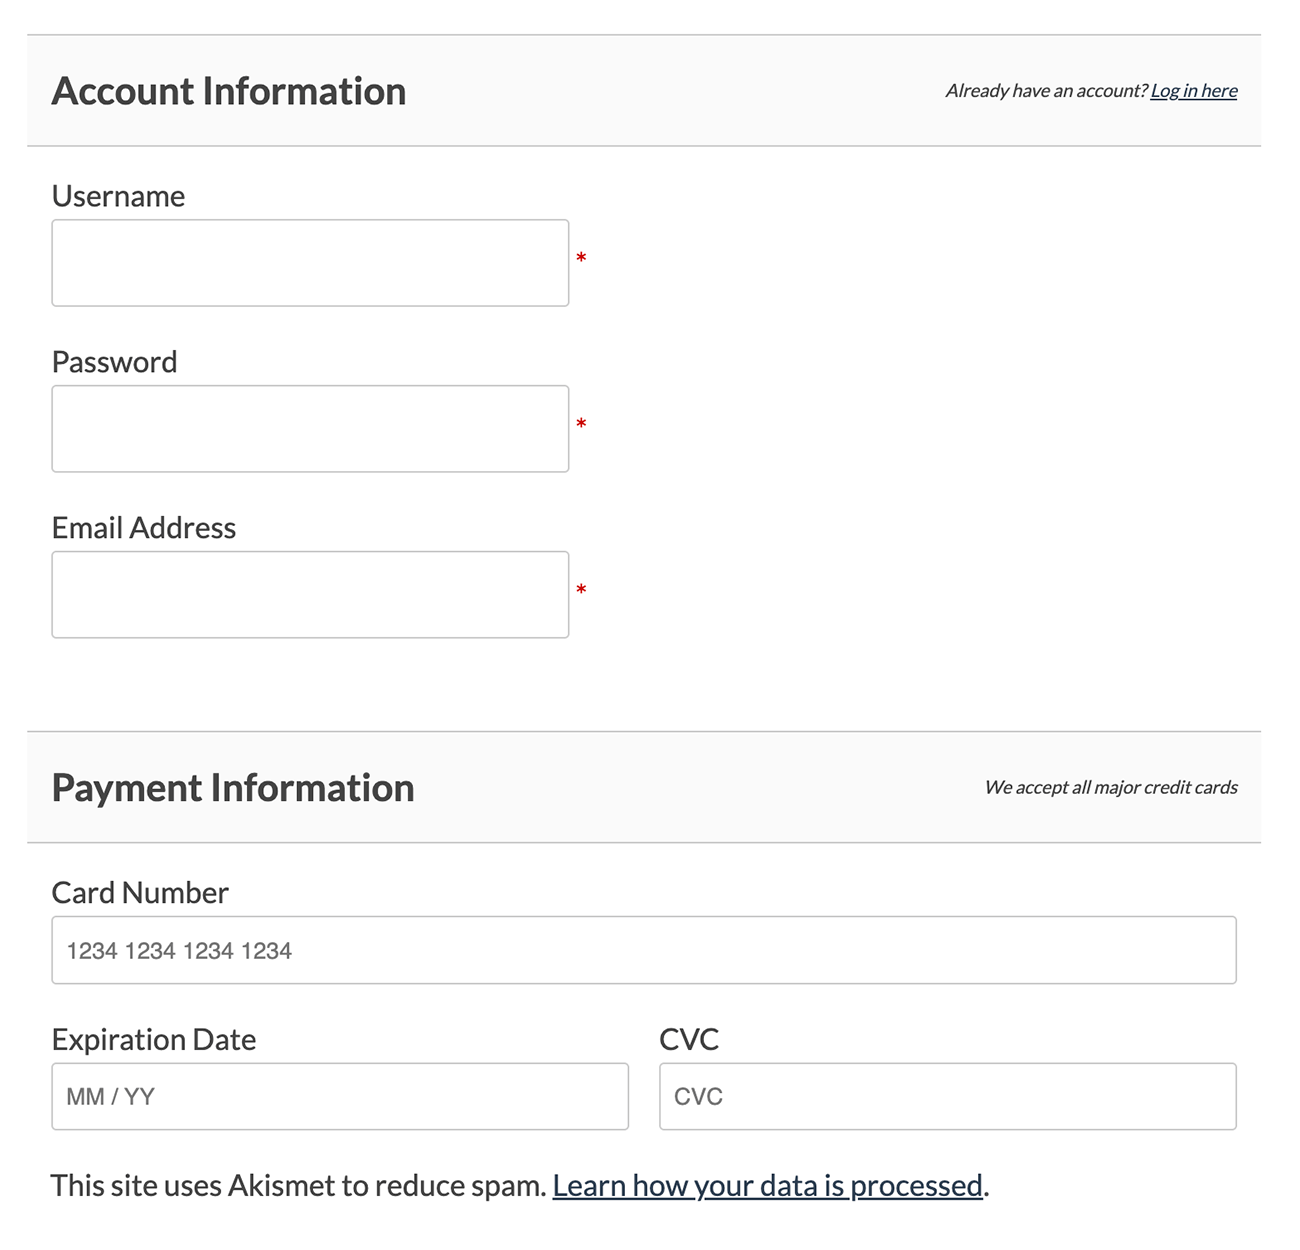 Account Information
Already have an account? Log in here
Username
*
Password
*
Email Address
*
Payment Information
We accept all major credit cards
Card Number
1234 1234 1234 1234
Expiration Date
CVC
MM / YY
CVC
This site uses Akismet to reduce spam. Learn how your data is processed.